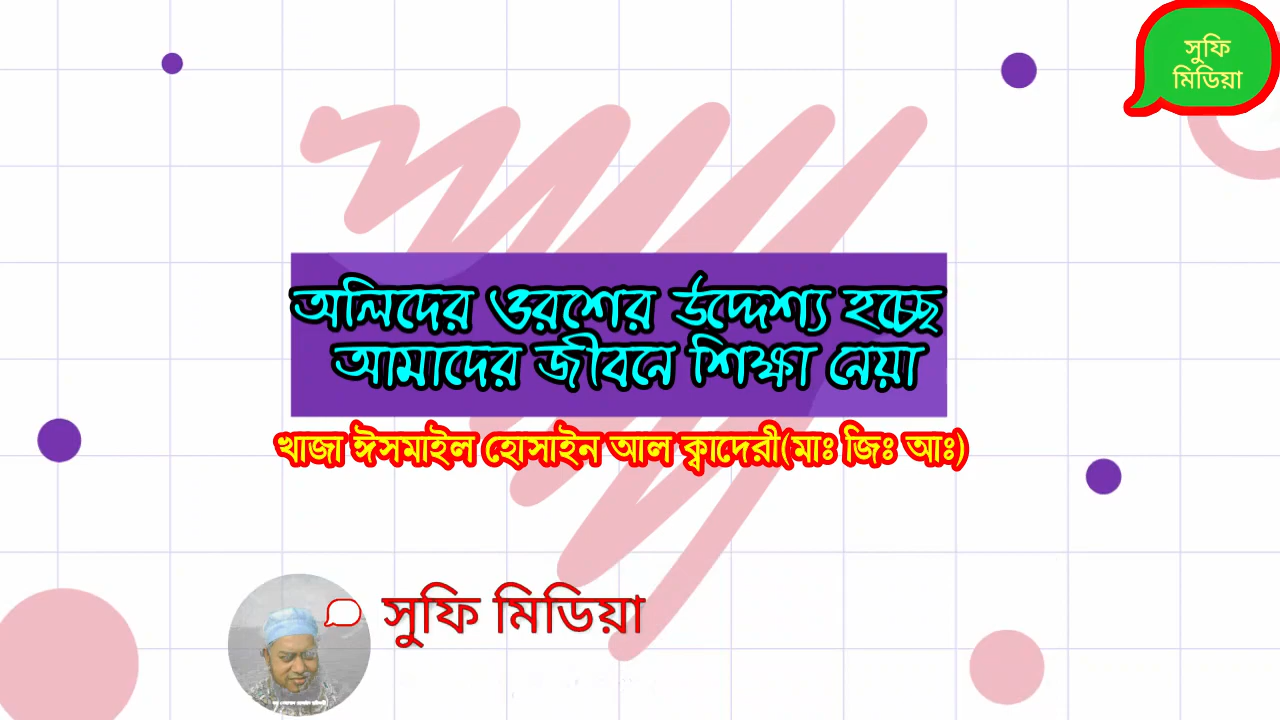 সুফি
মিডিয়া
অলিদের ওরশের উদ্দেশ্য হচ্ছে
আমাদের জীবনে শিক্ষা নেয়া
খাজা ঈসমাইল হোসাইন আল ক্বাদেরী(মাঃ জিঃ আঃ)
সুফি মিডিয়া